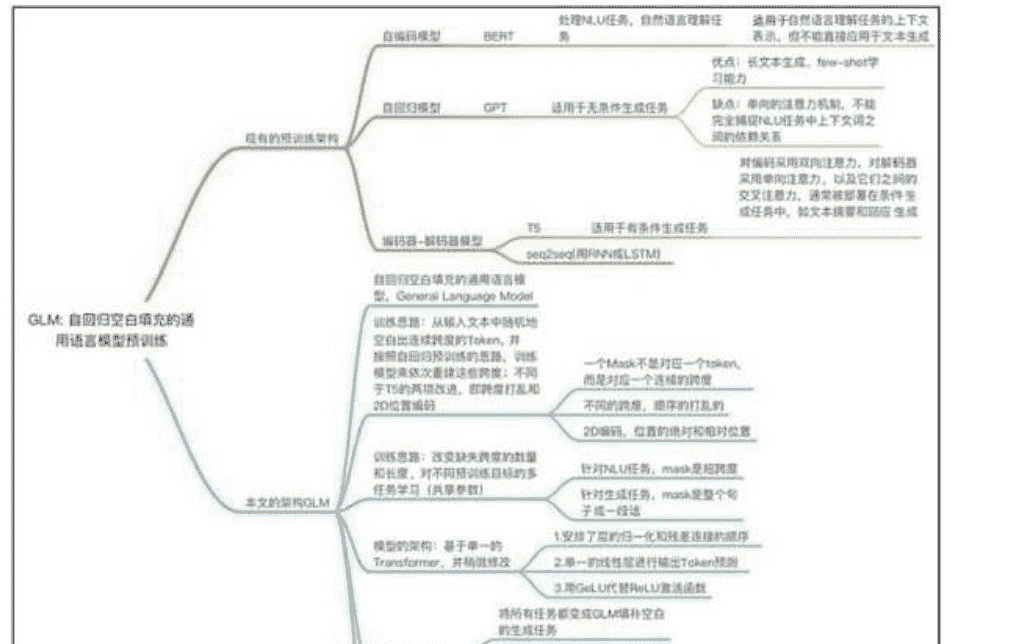 处理NLU任务，自然语言理解任
务
适用于自然语言理解任务的上下文
表示，但不能直接应用于文本生成
自编码模型
BERT
优点：长文本生成，few-shot学
习能力
自回归模型
GPT
适用于无条件生成任务
缺点：单向的注意力机制，不能
完全捕捉NLU任务中上下文词之
间的依赖关系
现有的预训练架构
对编码采用双向注意力，对解码器
采用单向注意力，以及它们之间的
交叉注意力，通常被部署在条件生
成任务中，如文本摘要和回应生成
T5
适用于有条件生成任务
编码器-解码器模型
seq2seq(用RNN或LSTM)
自回归空白填充的通用语言模
型，General Language Model
GLM: 自回归空白填充的通
用语言模型预训练
训练思路：从输入文本中随机地
空白出连续跨度的Token，并
按照自回归预训练的思路，训练
模型来依次重建这些跨度；不同
于T5的两项改进，即跨度打乱和
2D位置编码
一个Mask不是对应一个token，
而是对应一个连续的跨度
不同的跨度，顺序的打乱的
2D编码，位置的绝对和相对位置
训练思路：改变缺失跨度的数量
和长度，对不同预训练目标的多
任务学习（共享参数）
针对NLU任务，mask是短跨度
针对生成任务，mask是整个句
子或一段话
本文的架构GLM
模型的架构：基于单一的
Transformer，并稍微修改
1.安排了层的归一化和残差连接的顺序
2.单一的线性层进行输出Token预测
3.用GeLU代替ReLU激活函数
将所有任务都变成GLM填补空白
的生成任务